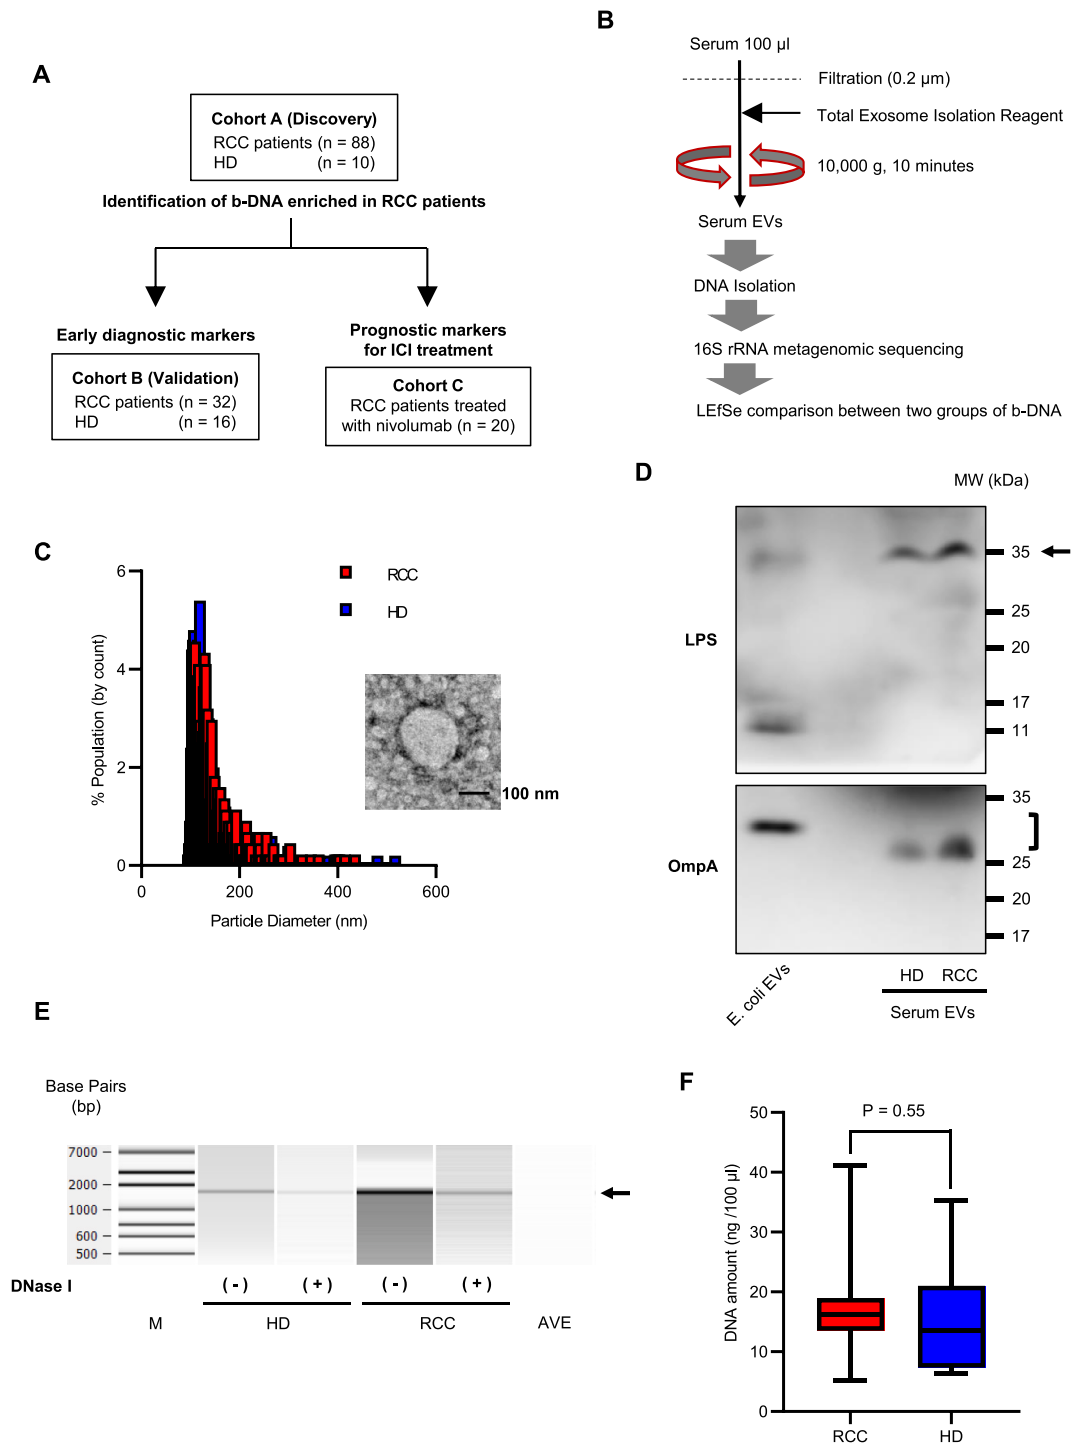 A
Cohort A (Discovery)
RCC patients (n = 88)
HD (n = 10)
Identification of b-DNA enriched in RCC patients
Early diagnostic markers
Cohort B (Validation)
RCC patients (n = 32)
HD (n = 16)
Prognostic markers
for ICI treatment
Cohort C
RCC patients treated
with nivolumab (n = 20)
B
Serum 100 µl
Filtration (0.2 µm)
Total Exosome Isolation Reagent
10,000 g, 10 minutes
Serum EVs
DNA Isolation
16S rRNA metagenomic sequencing
LEfSe comparison between two groups of b-DNA
C
% Population (by count)
6
4
2
0
0 200 400 600
Particle Diameter (nm)
RCC
HD
100 nm
D
MW (kDa)
LPS
35
25
20
17
11
OmpA
35
25
20
17
E. coli EVs
HD RCC
Serum EVs
E
Base Pairs
(bp)
7000
2000
1000
600
500
DNase I (-) (+) (-) (+)
M HD RCC AVE
F
P = 0.55
DNA amount (ng /100 µl)
50
40
30
20
10
0
RCC HD